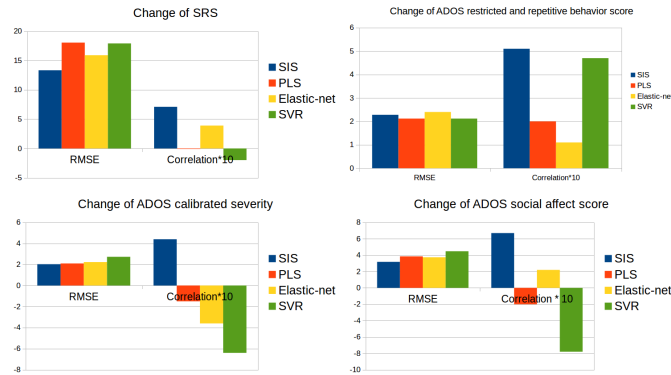 Change of SRS
20
15
10
5
0
-5
RMSE
Correlation*10
SIS
PLS
Elastic-net
SVR
Change of ADOS restricted and repetitive behavior score
6
5
4
3
2
1
0
RMSE
Correlation*10
SIS
PLS
Elastic-net
SVR
Change of ADOS calibrated severity
6
4
2
0
-2
-4
-6
-8
RMSE
Correlation*10
SIS
PLS
Elastic-net
SVR
Change of ADOS social affect score
8
6
4
2
0
-2
-4
-6
-8
-10
RMSE
Correlation * 10
SIS
PLS
Elastic-net
SVR